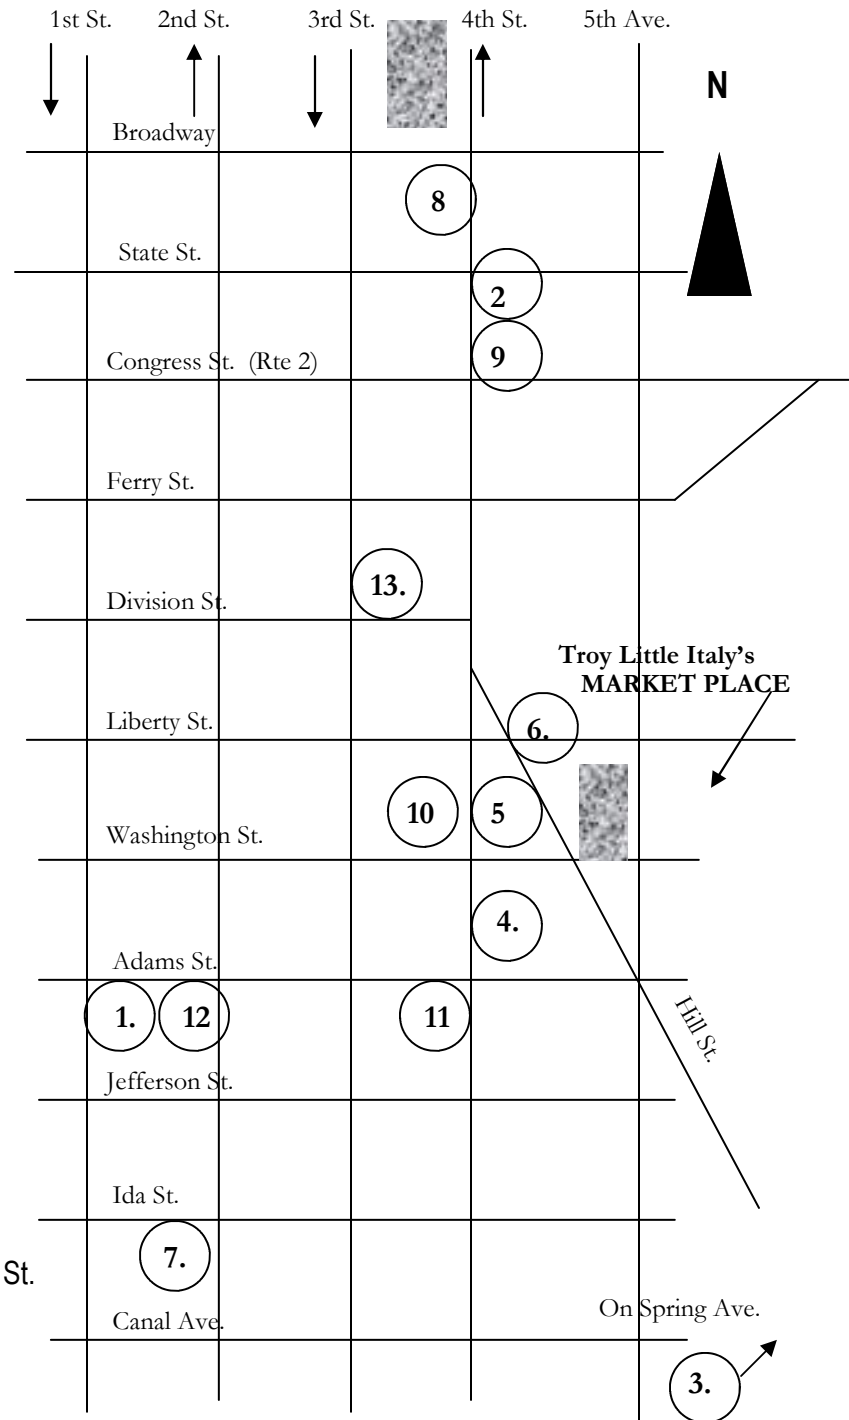 1st St. 2nd St. 3rd St. 4th St. 5th Ave.
N
Broadway
8
State St.
2
9
Congress St. (Rte 2)
Ferry St.
13.
Division St.
Troy Little Italy's
MARKET PLACE
Liberty St.
6.
10 5
Washington St.
4.
Adams St.
1. 12 11
Hill St.
Jefferson St.
Ida St.
7.
St.
On Spring Ave.
Canal Ave.
3.